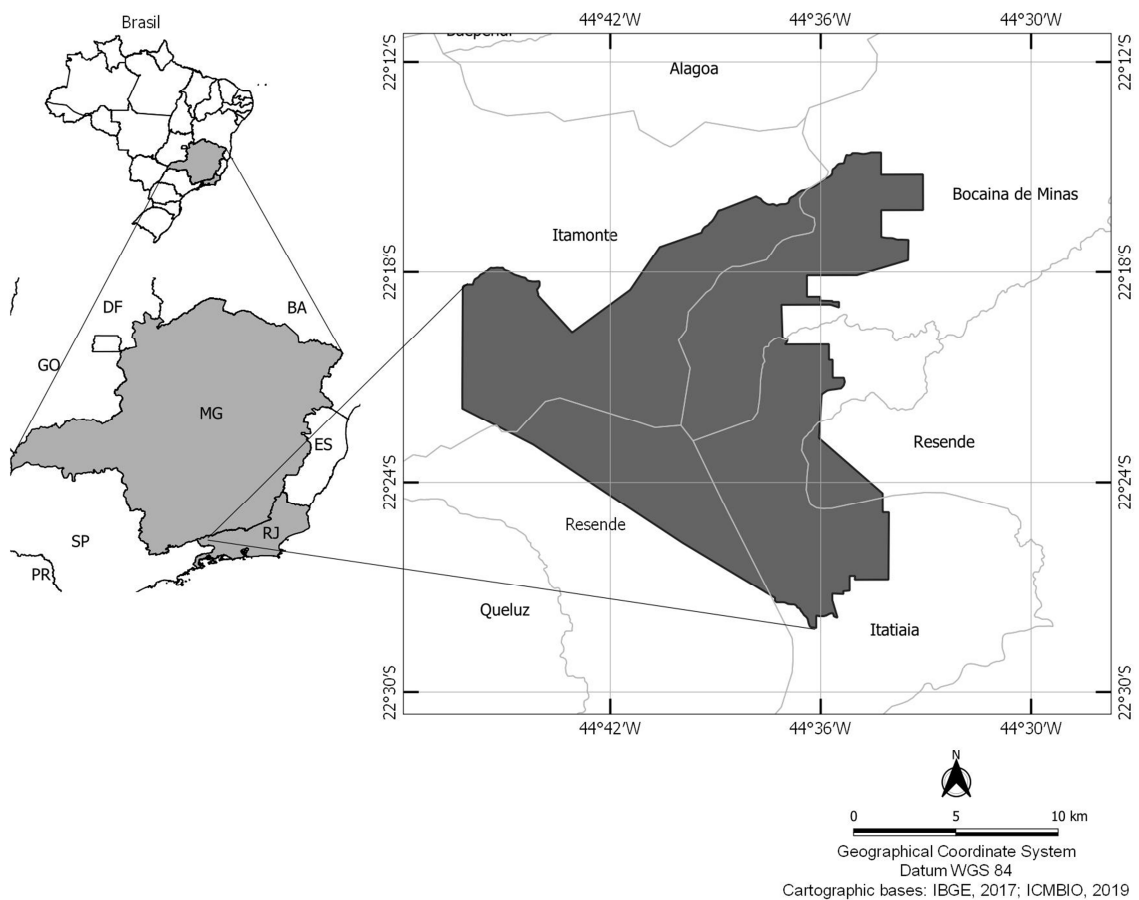 Brasil
44°42'W
44°36'W
44°30'W
22°12'S
22°12'S
Alagoa
Bocaina de Minas
Itamonte
22°18'S
22°18'S
DF
BA
GO
MG
ES
Resende
22°24'S
22°24'S
Resende
RJ
SP
PR
Queluz
Itatiaia
22°30'S
22°30'S
44°42'W
44°36'W
44°30'W
N
0 5 10 km
Geographical Coordinate System
Datum WGS 84
Cartographic bases: IBGE, 2017; ICMBIO, 2019